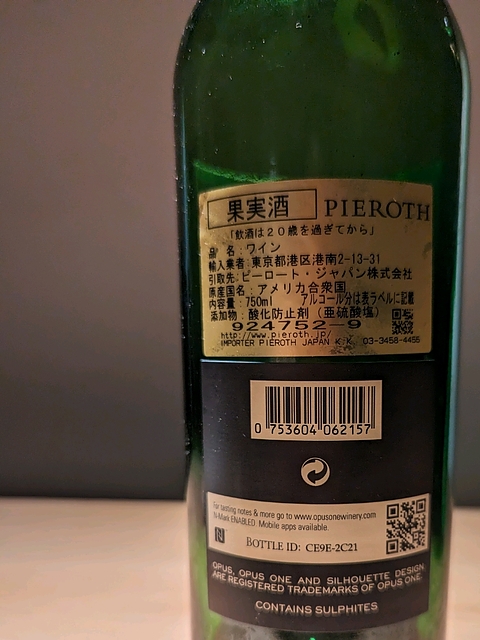 果実酒 PIEROTH
「飲酒は20歳を過ぎてから」
品 名:ワイン
輸入業者:東京都港区港南2-13-31
引取先:ピーロート・ジャパン株式会社
原産国名:アメリカ合衆国
内容量:750ml アルコール分は表ラベルに記載
添加物:酸化防止剤(亜硫酸塩)
924752-9
http://www.pieroth.jp/
IMPORTER PIEROTH JAPAN K.K. 03-3458-4455
0 753604 062157
For tasting notes & more go to www.opusonewinery.com
N-Mark ENABLED. Mobile apps available.
N
BOTTLE ID: CE9E-2C21
OPUS, OPUS ONE AND SILHOUETTE DESIGN
ARE REGISTERED TRADEMARKS OF OPUS ONE.
CONTAINS SULPHITES